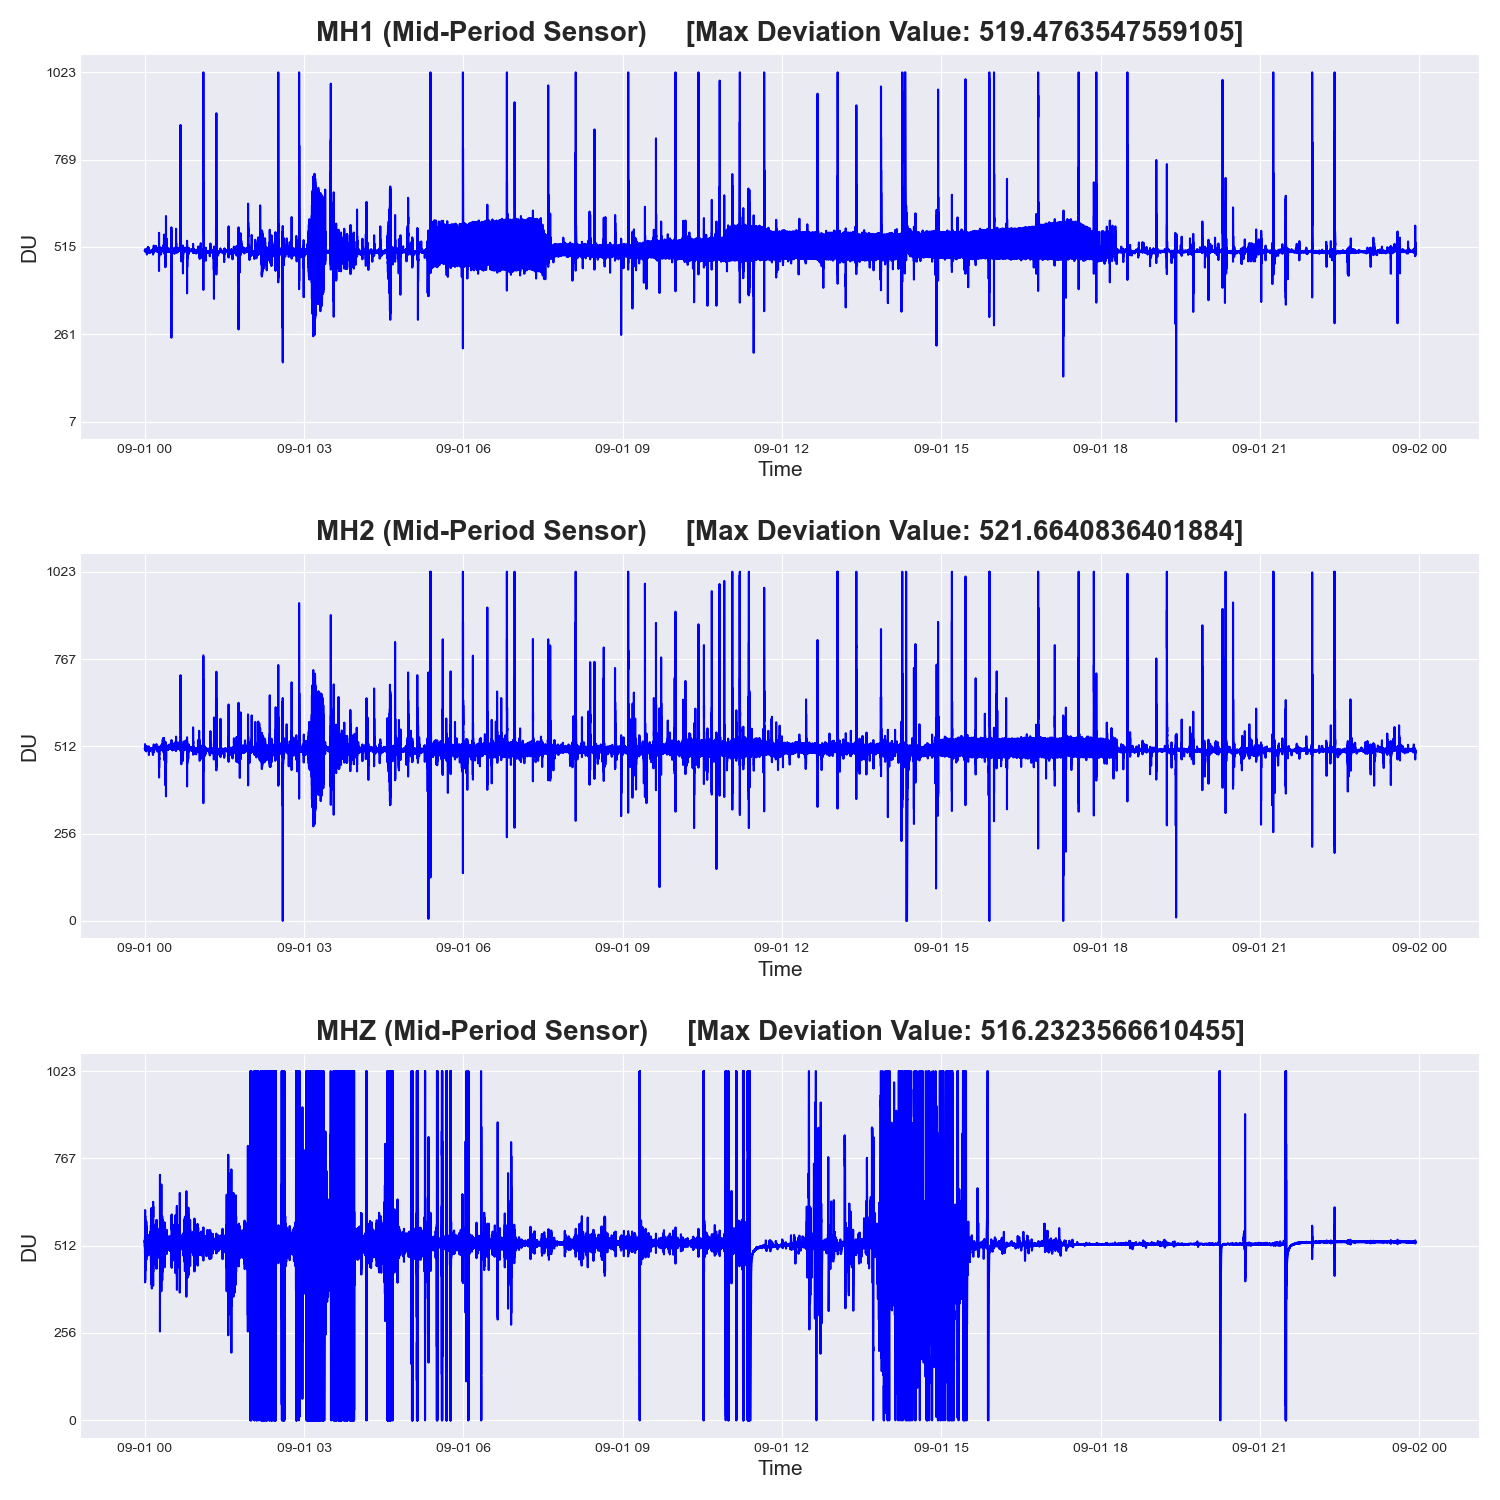 MH1 (Mid-Period Sensor) [Max Deviation Value: 519.4763547559105]
1023
769
515
261
7
DU
09-01 00 09-01 03 09-01 06 09-01 09 09-01 12 09-01 15 09-01 18 09-01 21 09-02 00
Time
MH2 (Mid-Period Sensor) [Max Deviation Value: 521.6640836401884]
1023
767
512
256
0
DU
09-01 00 09-01 03 09-01 06 09-01 09 09-01 12 09-01 15 09-01 18 09-01 21 09-02 00
Time
MHZ (Mid-Period Sensor) [Max Deviation Value: 516.2323566610455]
1023
767
512
256
0
DU
09-01 00 09-01 03 09-01 06 09-01 09 09-01 12 09-01 15 09-01 18 09-01 21 09-02 00
Time